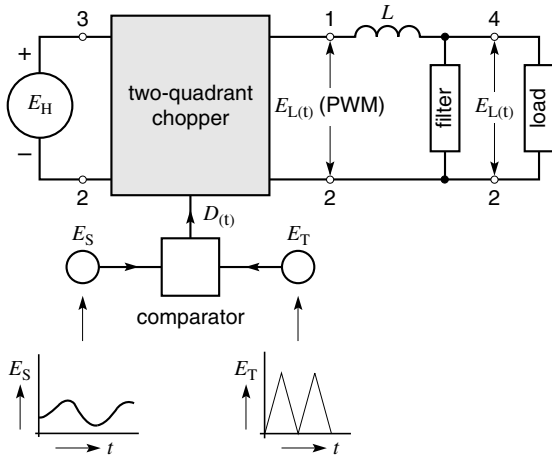 3
1
L
4
+
E_H
−
two-quadrant
chopper
E_L(t) (PWM)
filter
E_L(t)
load
2
2
2
D_(t)
E_S
E_T
comparator
E_S
t
E_T
t